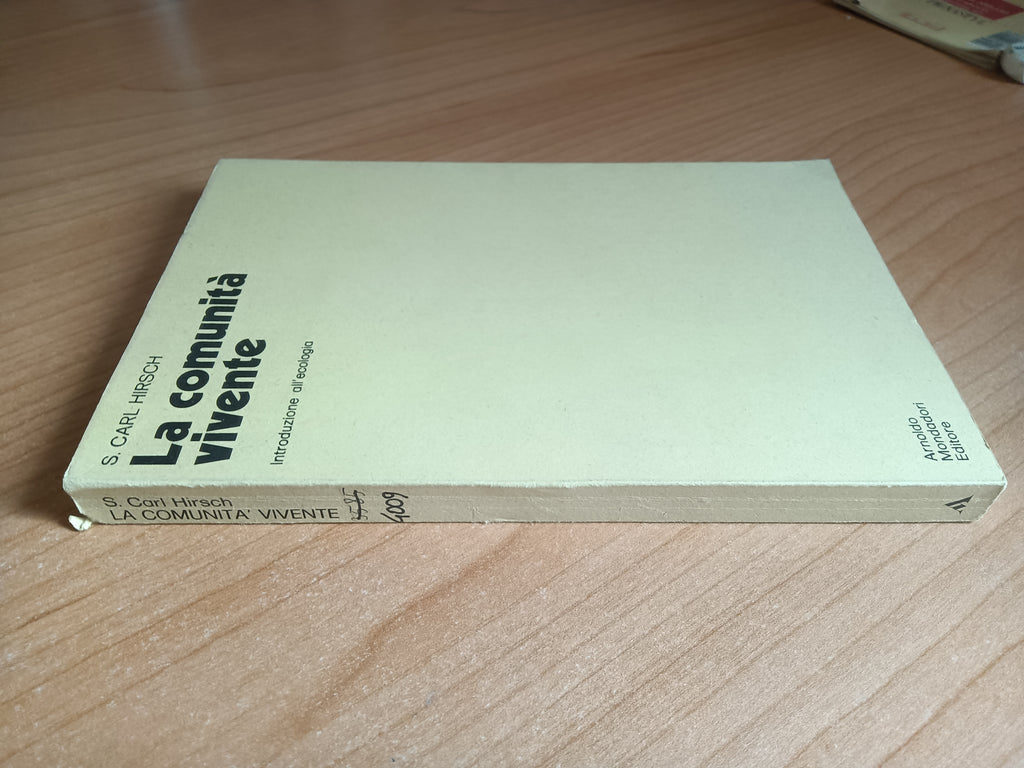 S. CARL HIRSCH
La comunità
vivente
Introduzione all'ecologia
Arnoldo
Mondadori
Editore
S. Carl Hirsch
LA COMUNITA' VIVENTE
4009